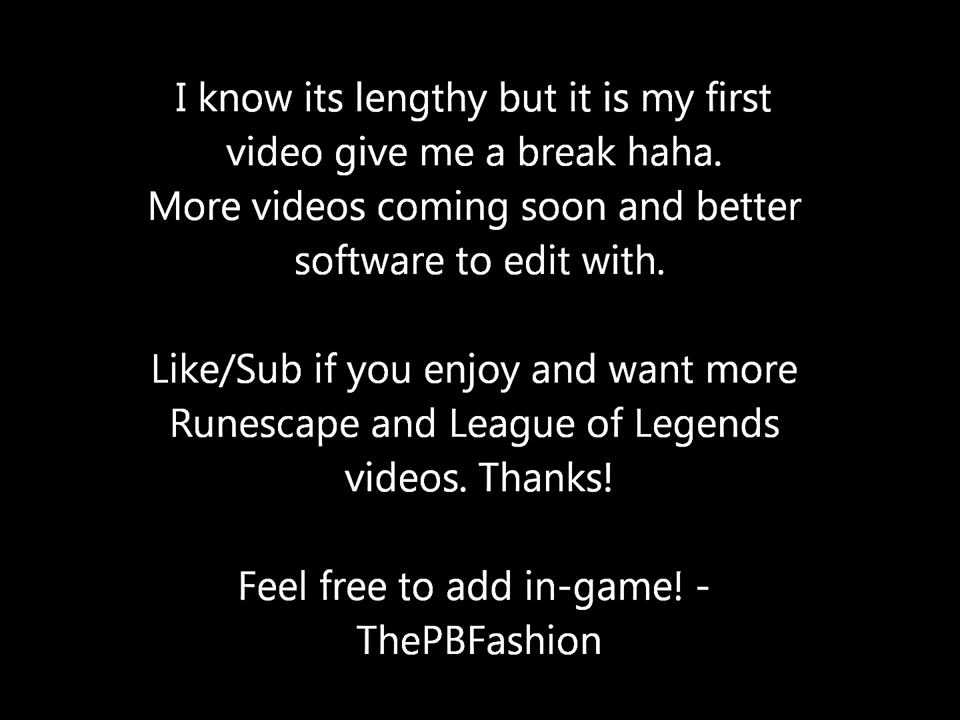 I know its lengthy but it is my first
video give me a break haha.
More videos coming soon and better
software to edit with.
Like/Sub if you enjoy and want more
Runescape and League of Legends
videos. Thanks!
Feel free to add in-game! -
ThePBFashion